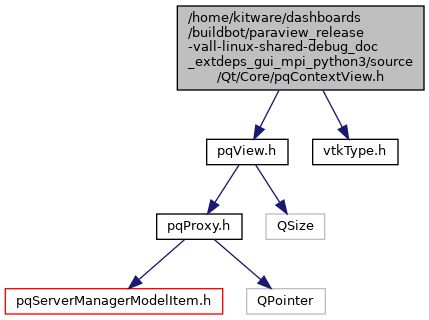 /home/kitware/dashboards
/buildbot/paraview_release
-vall-linux-shared-debug_doc
_extdeps_gui_mpi_python3/source
/Qt/Core/pqContextView.h
pqView.h
vtkType.h
pqProxy.h
QSize
pqServerManagerModelItem.h
QPointer